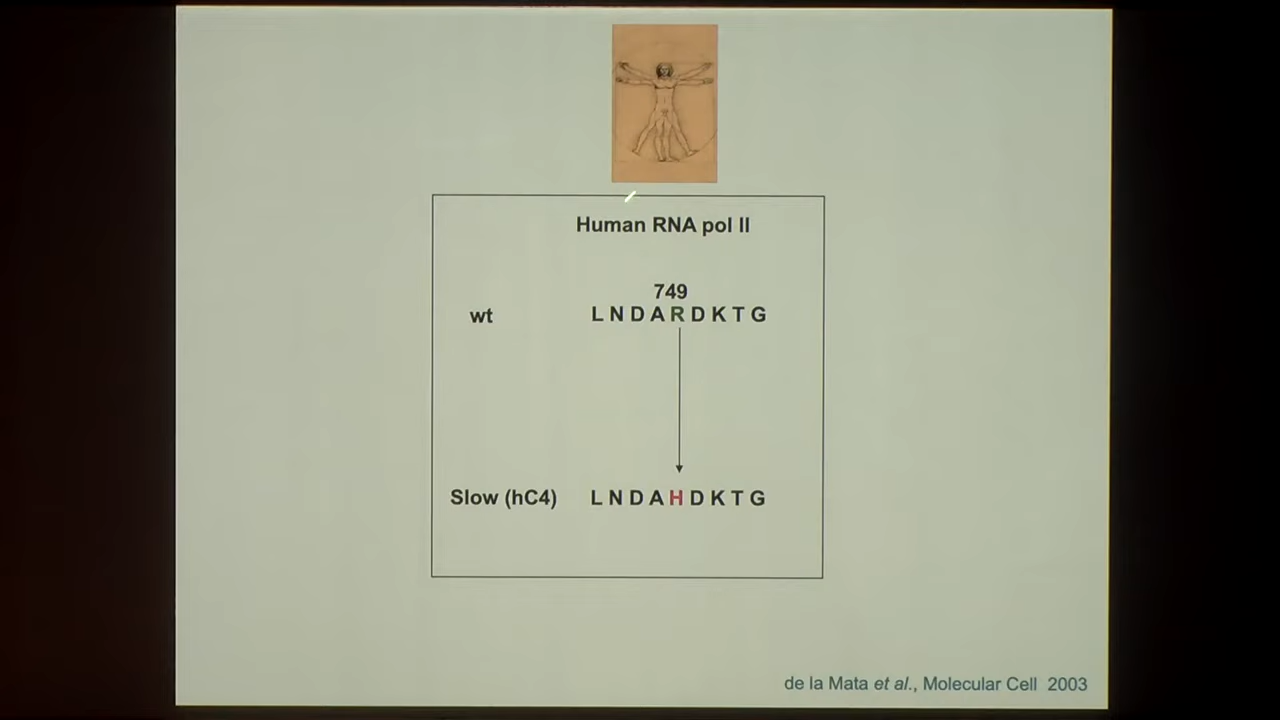 Human RNA pol II
749
wt L N D A R D K T G
Slow (hC4) L N D A H D K T G
de la Mata et al., Molecular Cell 2003